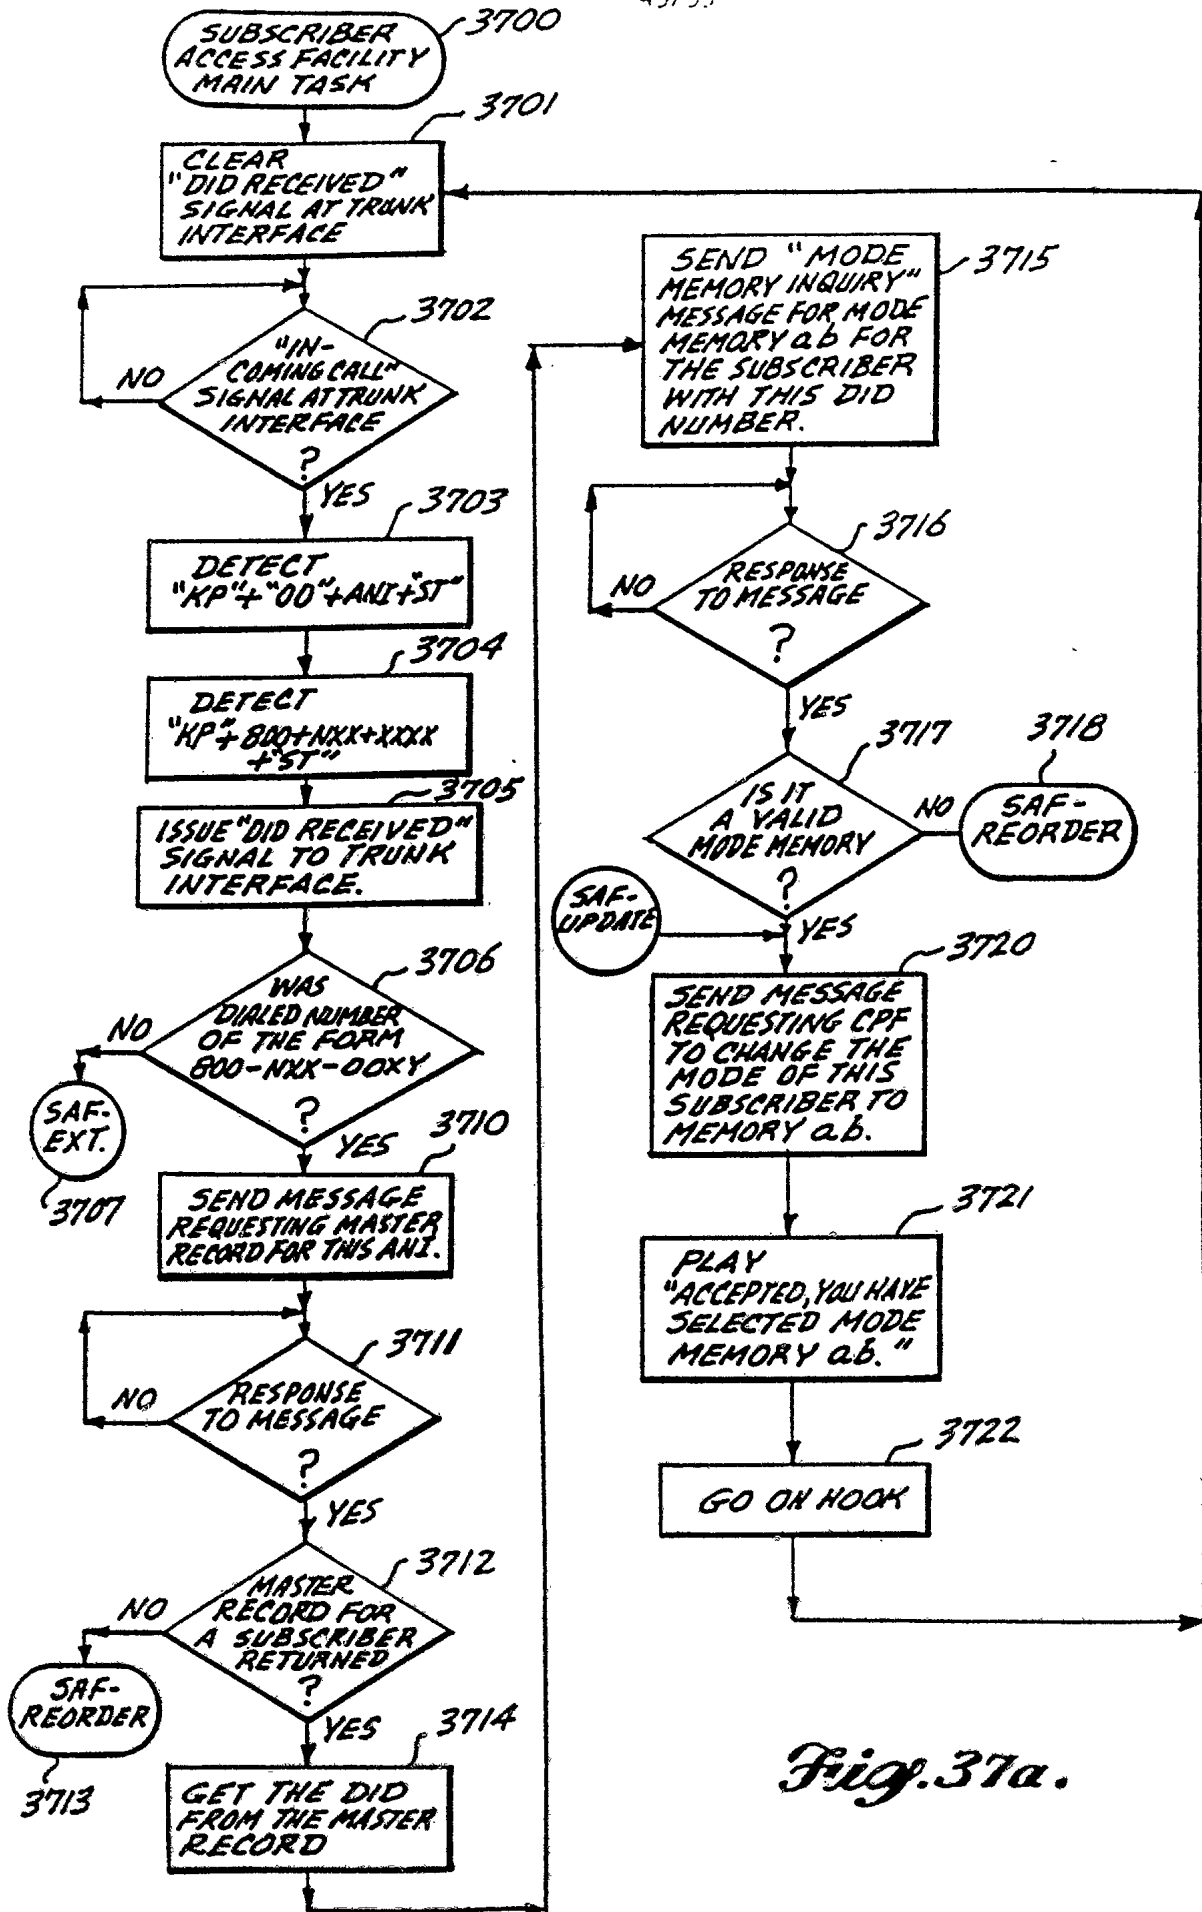 SUBSCRIBER
ACCESS FACILITY
MAIN TASK
3700
3701
CLEAR
"DID RECEIVED"
SIGNAL AT TRUNK
INTERFACE
3702
"IN-
COMING CALL"
SIGNAL AT TRUNK
INTERFACE
?
NO
YES
3703
DETECT
"KP"+"00"+ANI+"ST"
3704
DETECT
"KP"+800+NXX+XXXX
+"ST"
3705
ISSUE "DID RECEIVED"
SIGNAL TO TRUNK
INTERFACE.
3706
WAS
DIALED NUMBER
OF THE FORM
800-NXX-00XY
?
NO
SAF-
EXT.
3707
YES
3710
SEND MESSAGE
REQUESTING MASTER
RECORD FOR THIS ANI.
3711
RESPONSE
TO MESSAGE
?
NO
YES
3712
MASTER
RECORD FOR
A SUBSCRIBER
RETURNED
?
NO
SAF-
REORDER
3713
YES
3714
GET THE DID
FROM THE MASTER
RECORD
3715
SEND "MODE
MEMORY INQUIRY"
MESSAGE FOR MODE
MEMORY ab FOR
THE SUBSCRIBER
WITH THIS DID
NUMBER.
3716
RESPONSE
TO MESSAGE
?
NO
YES
3717
IS IT
A VALID
MODE MEMORY
?
NO
3718
SAF-
REORDER
SAF-
UPDATE
YES
3720
SEND MESSAGE
REQUESTING CPF
TO CHANGE THE
MODE OF THIS
SUBSCRIBER TO
MEMORY ab.
3721
PLAY
"ACCEPTED, YOU HAVE
SELECTED MODE
MEMORY ab."
3722
GO ON HOOK
Fig. 37a.